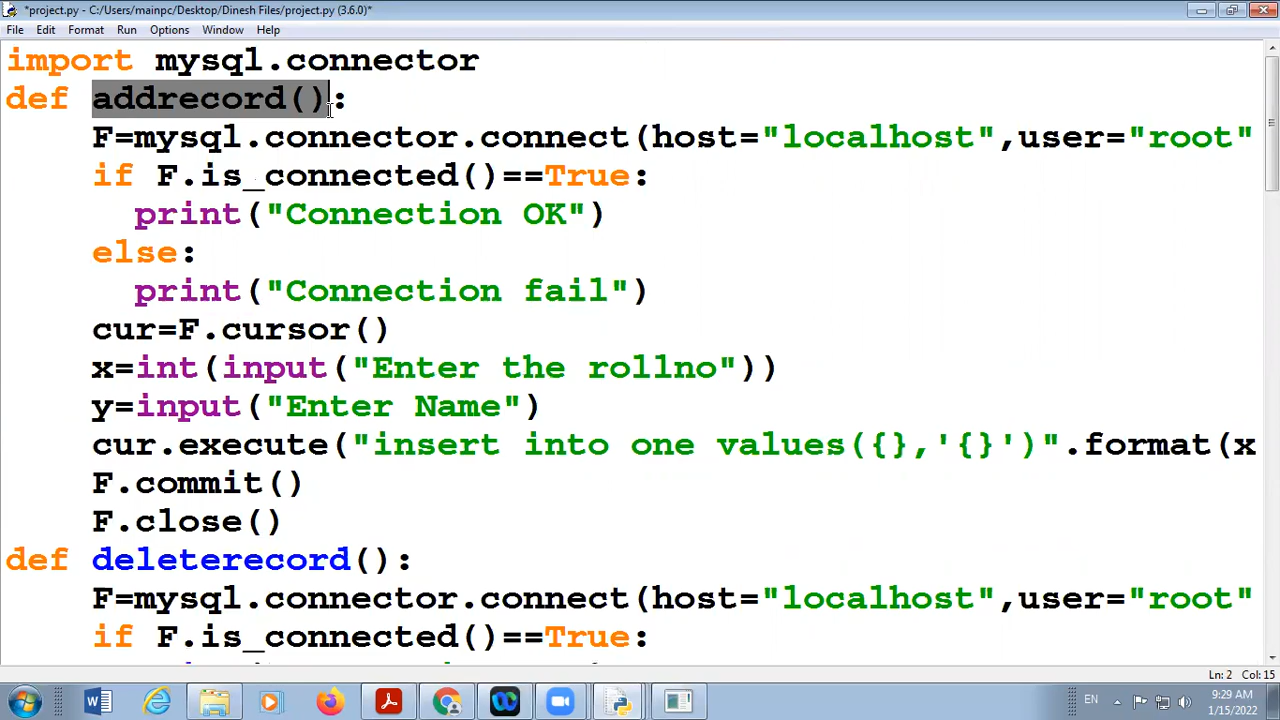 *project.py - C:/Users/mainpc/Desktop/Dinesh Files/project.py (3.6.0)*
File Edit Format Run Options Window Help
import mysql.connector
def addrecord():
    F=mysql.connector.connect(host="localhost",user="root"
    if F.is_connected()==True:
      print("Connection OK")
    else:
      print("Connection fail")
    cur=F.cursor()
    x=int(input("Enter the rollno"))
    y=input("Enter Name")
    cur.execute("insert into one values({},'{}')".format(x
    F.commit()
    F.close()
def deleterecord():
    F=mysql.connector.connect(host="localhost",user="root"
    if F.is_connected()==True:
Ln: 2 Col: 15
EN
9:29 AM
1/15/2022